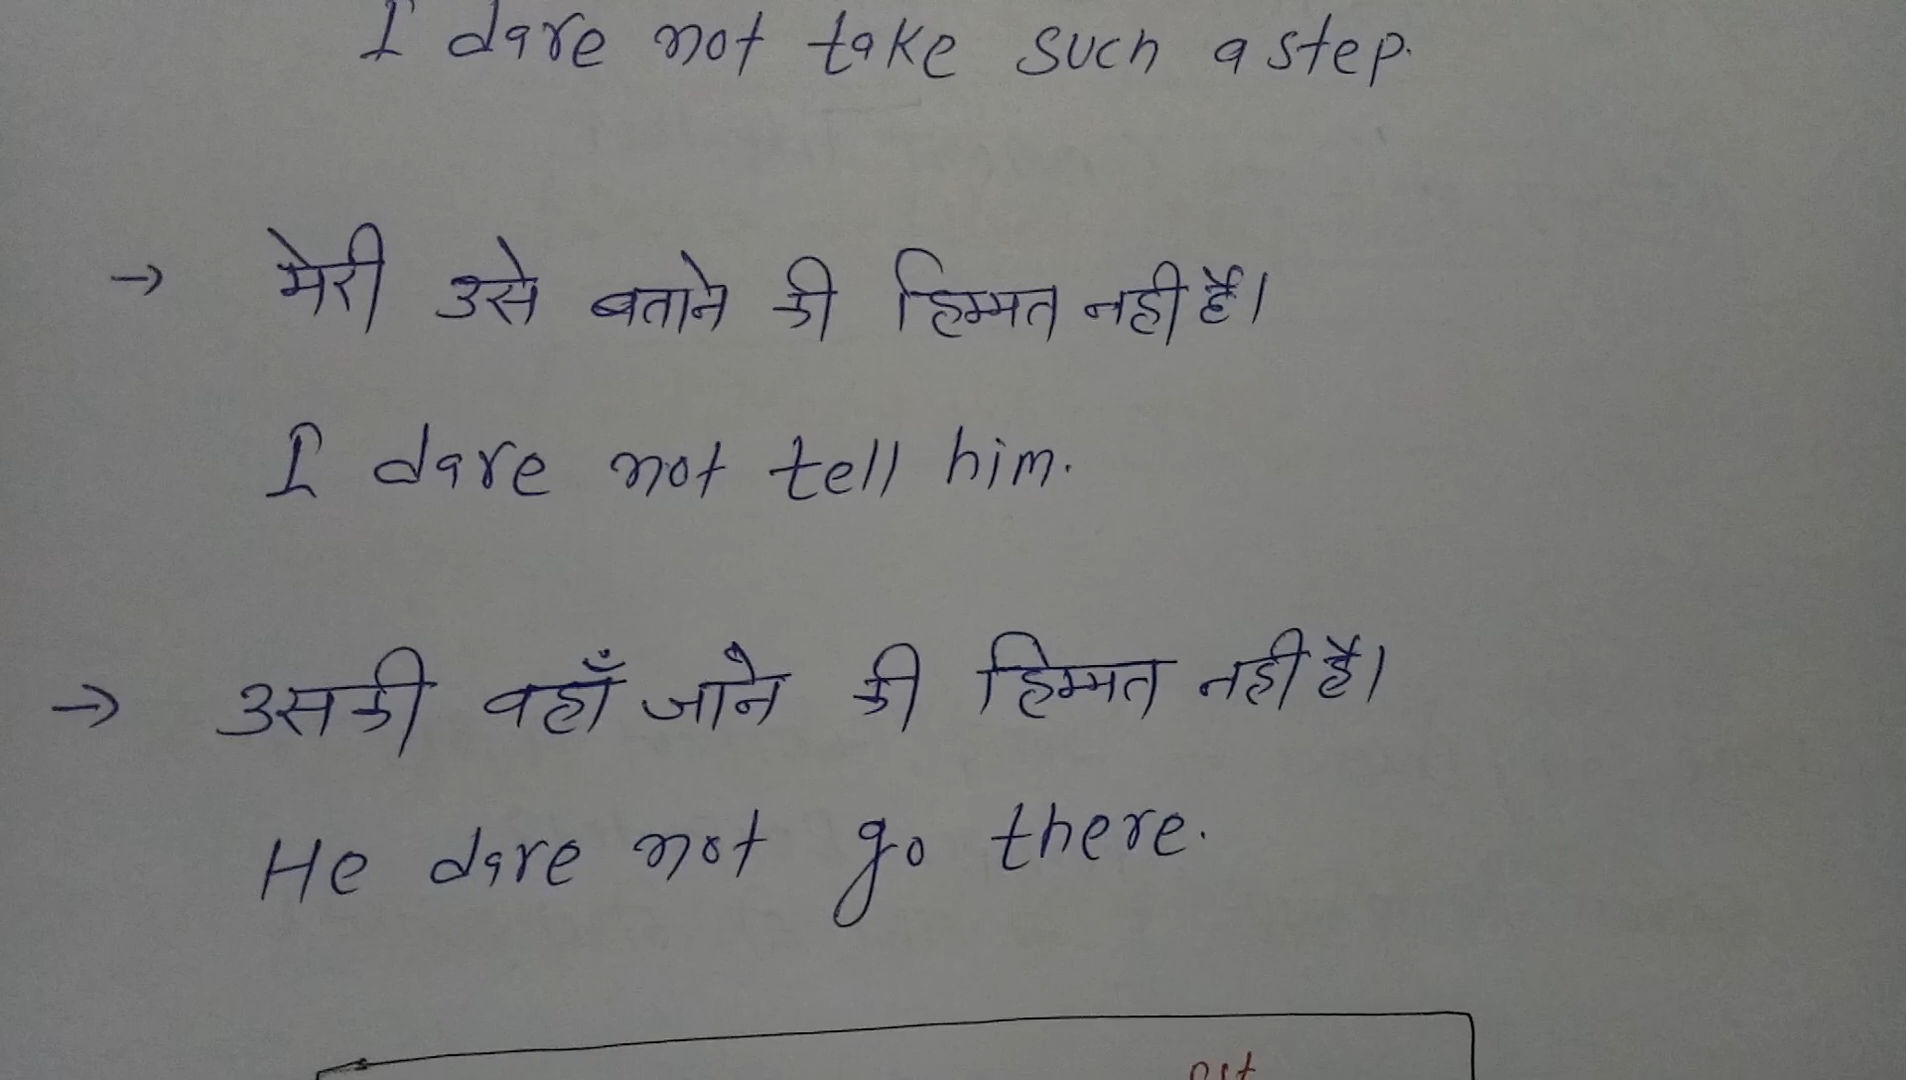 I dare not take such a step.
→ मेरी उसे बताने की हिम्मत नही है।
I dare not tell him.
→ उसकी वहाँ जाने की हिम्मत नही है।
He dare not go there.